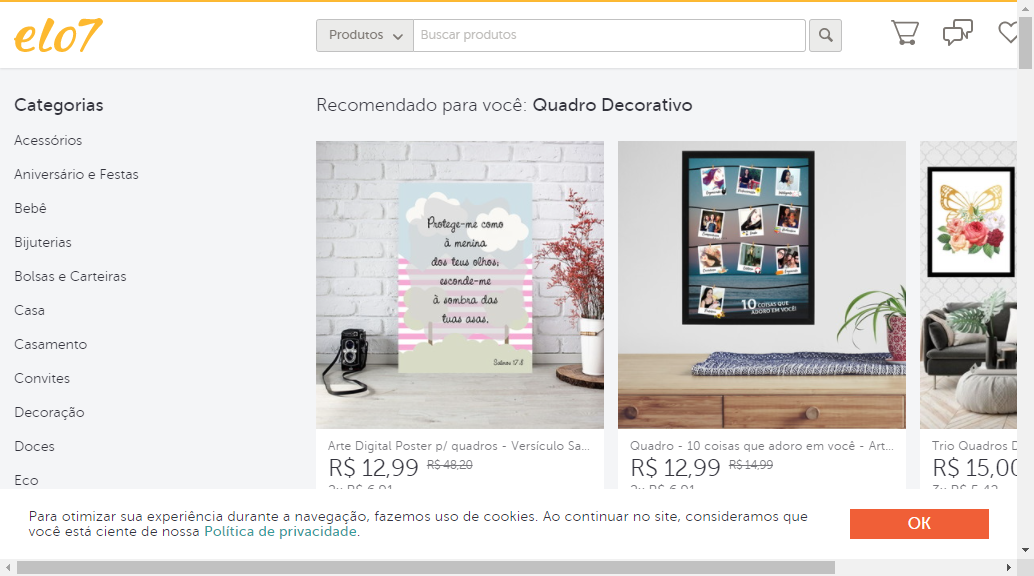 elo7
Produtos
Buscar produtos
Categorias
Recomendado para você: Quadro Decorativo
Acessórios
Aniversário e Festas
Bebê
Bijuterias
Bolsas e Carteiras
Casa
Casamento
Convites
Decoração
Doces
Eco
Protege-me como
à menina
dos teus olhos;
esconde-me
à sombra das
tuas asas.
Salmos 17:8
10 COISAS QUE
ADORO EM VOCÊ!
Arte Digital Poster p/ quadros - Versículo Sa...
R$ 12,99 R$ 48,20
2x R$ 6,91
Quadro - 10 coisas que adoro em você - Art...
R$ 12,99 R$ 14,99
2x R$ 6,91
Trio Quadros D
R$ 15,00
3x R$ 5,42
Para otimizar sua experiência durante a navegação, fazemos uso de cookies. Ao continuar no site, consideramos que
você está ciente de nossa Política de privacidade.
OK